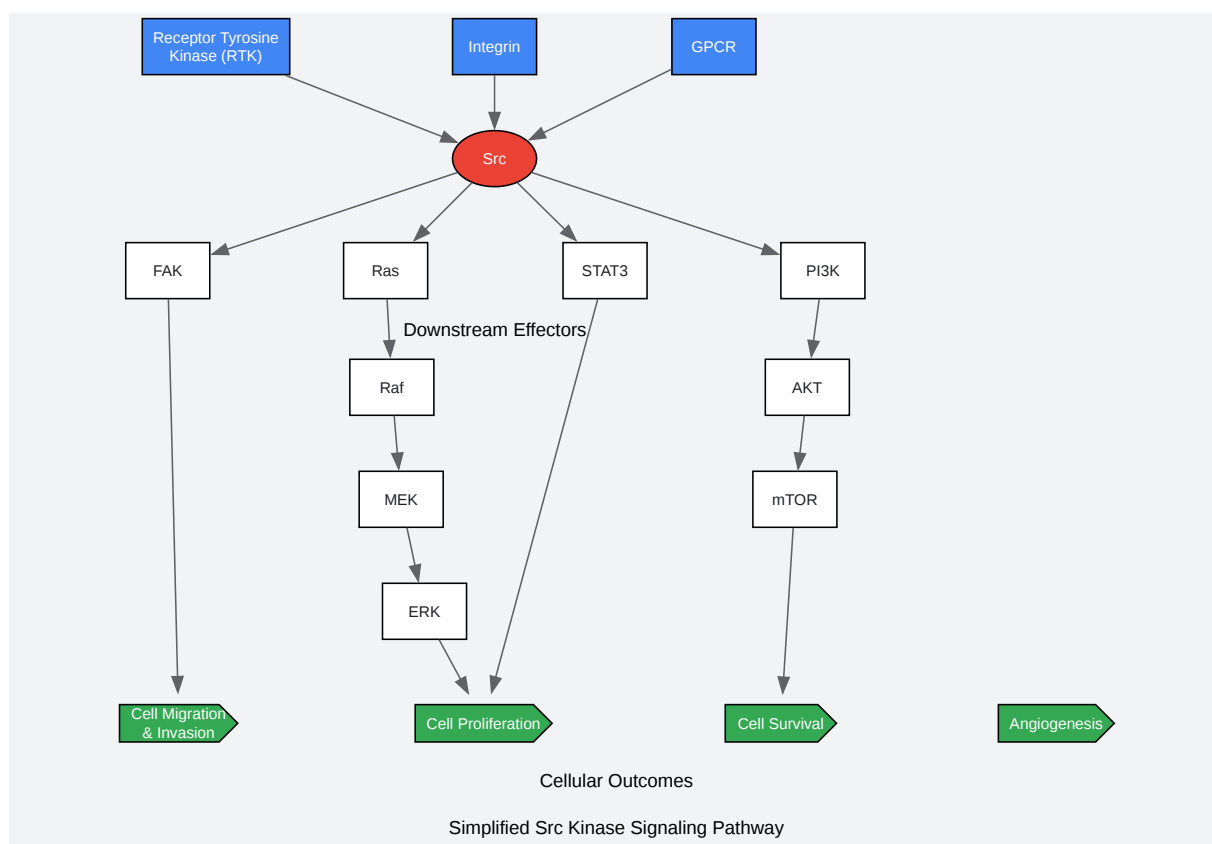 Receptor Tyrosine
Kinase (RTK)
Integrin
GPCR
Src
FAK
Ras
STAT3
PI3K
Downstream Effectors
Raf
AKT
MEK
mTOR
ERK
Cell Migration
& Invasion
Cell Proliferation
Cell Survival
Angiogenesis
Cellular Outcomes
Simplified Src Kinase Signaling Pathway